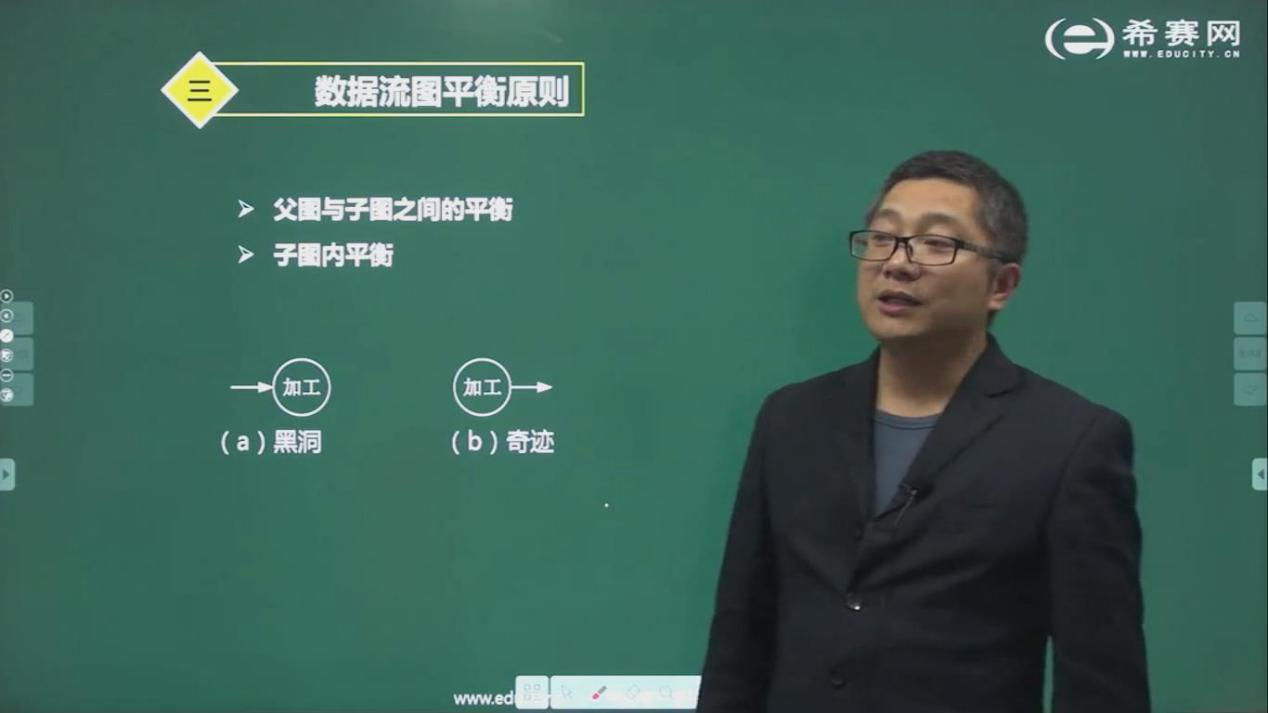 希赛网
WWW.EDUCITY.CN
三 数据流图平衡原则
父图与子图之间的平衡
子图内平衡
加工 加工
（a）黑洞 （b）奇迹